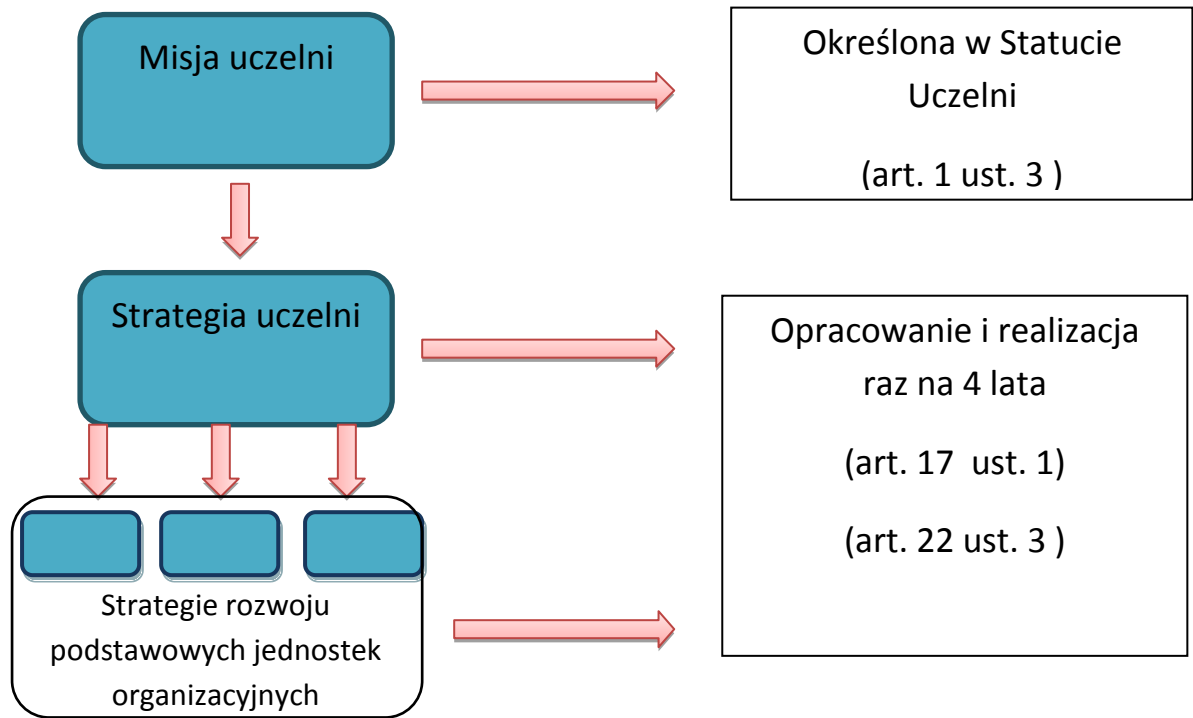 Misja uczelni
Określona w Statucie
Uczelni
(art. 1 ust. 3 )
Strategia uczelni
Opracowanie i realizacja
raz na 4 lata
(art. 17  ust. 1)
(art. 22 ust. 3 )
Strategie rozwoju
podstawowych jednostek
organizacyjnych